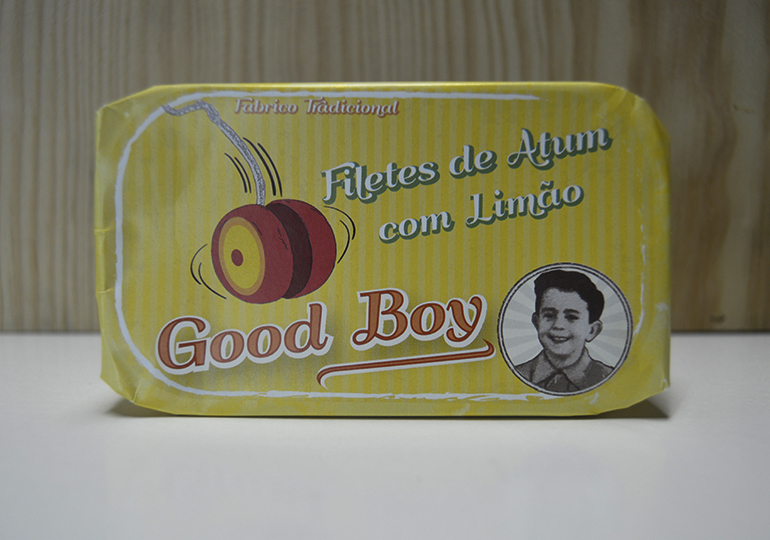 Fabrico Tradicional
Filetes de Atum
com Limão
Good Boy